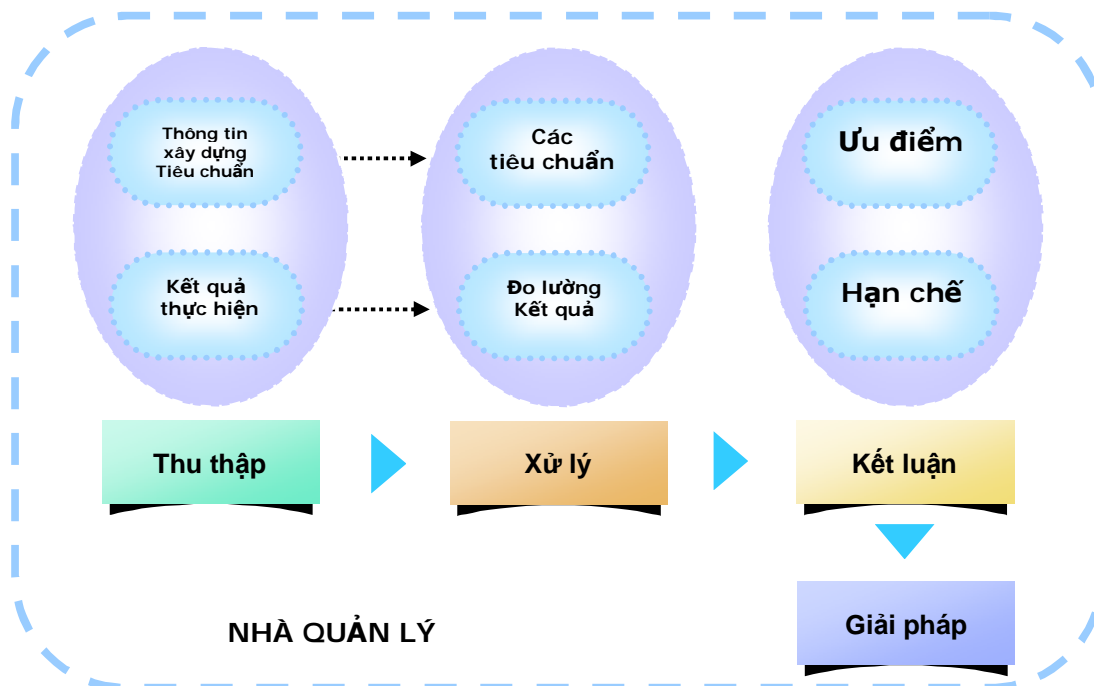 Thông tin
xây dựng
Tiêu chuẩn
Các
tiêu chuẩn
Ưu điểm
Kết quả
thực hiện
Đo lường
Kết quả
Hạn chế
Thu thập
Xử lý
Kết luận
Giải pháp
NHÀ QUẢN LÝ